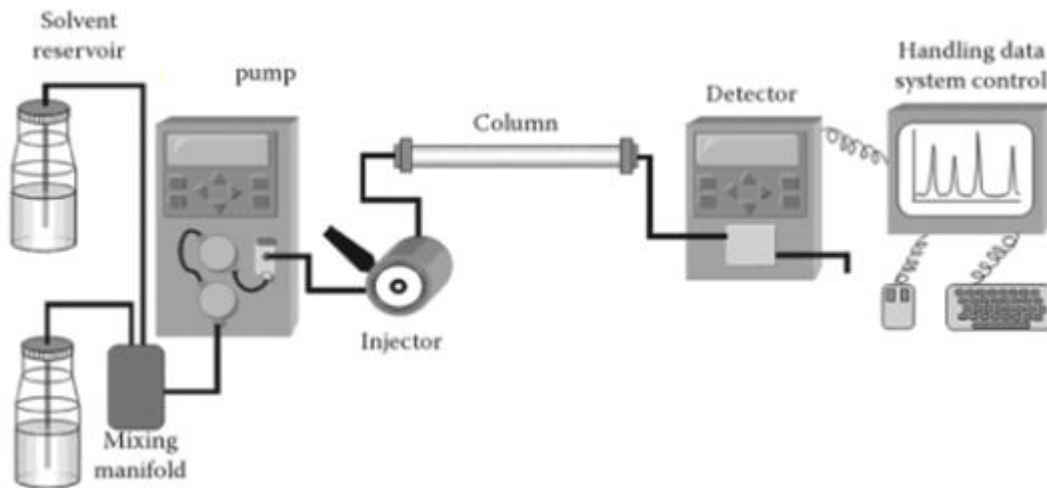 Solvent
reservoir
pump
Column
Detector
Handling data
system control
Injector
Mixing
manifold